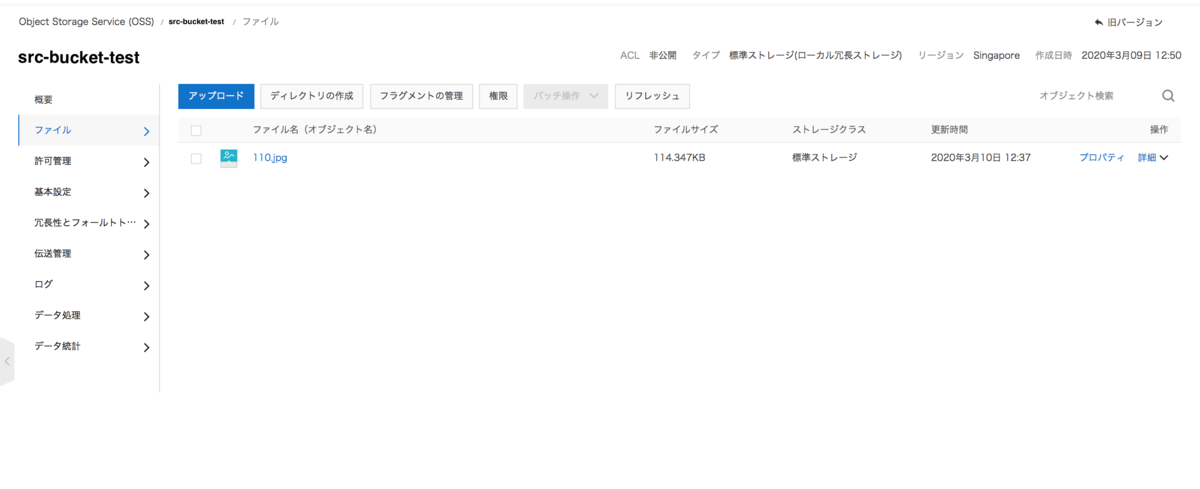 Object Storage Service (OSS) / src-bucket-test / ファイル
旧バージョン
src-bucket-test
ACL 非公開 タイプ 標準ストレージ(ローカル冗長ストレージ) リージョン Singapore 作成日時 2020年3月09日 12:50
概要
ファイル
許可管理
基本設定
冗長性とフォールトト…
伝送管理
ログ
データ処理
データ統計
アップロード ディレクトリの作成 フラグメントの管理 権限 バッチ操作 リフレッシュ オブジェクト検索
ファイル名（オブジェクト名） ファイルサイズ ストレージクラス 更新時間 操作
110.jpg 114.347KB 標準ストレージ 2020年3月10日 12:37 プロパティ 詳細